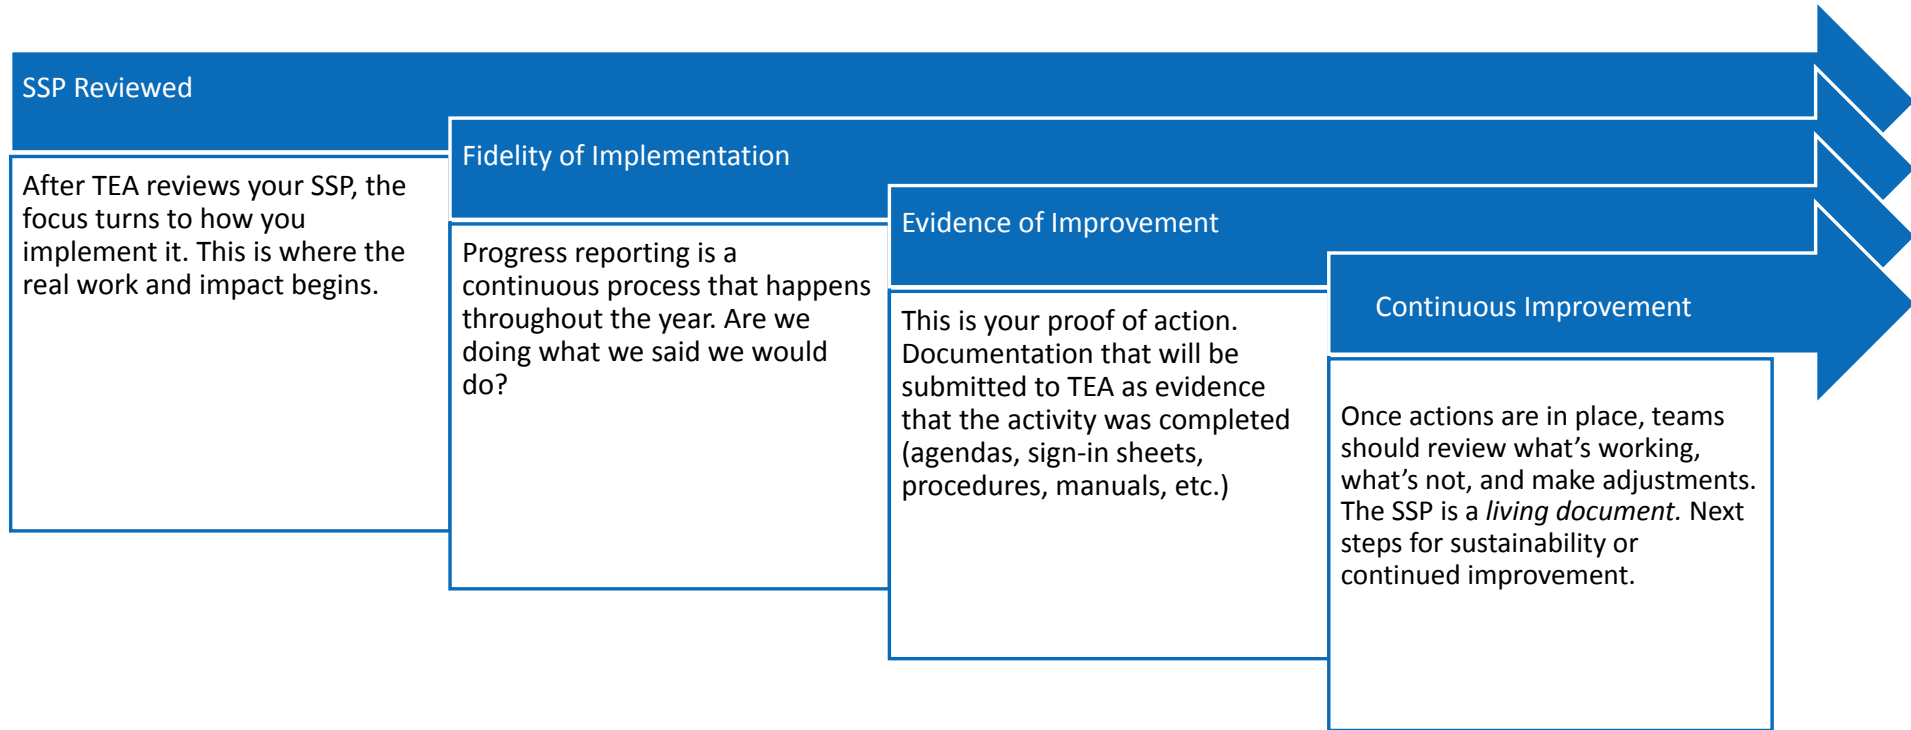 SSP Reviewed
After TEA reviews your SSP, the
focus turns to how you
implement it. This is where the
real work and impact begins.
Fidelity of Implementation
Progress reporting is a
continuous process that happens
throughout the year. Are we
doing what we said we would
do?
Evidence of Improvement
This is your proof of action.
Documentation that will be
submitted to TEA as evidence
that the activity was completed
(agendas, sign-in sheets,
procedures, manuals, etc.)
Continuous Improvement
Once actions are in place, teams
should review what’s working,
what’s not, and make adjustments.
The SSP is a living document. Next
steps for sustainability or
continued improvement.